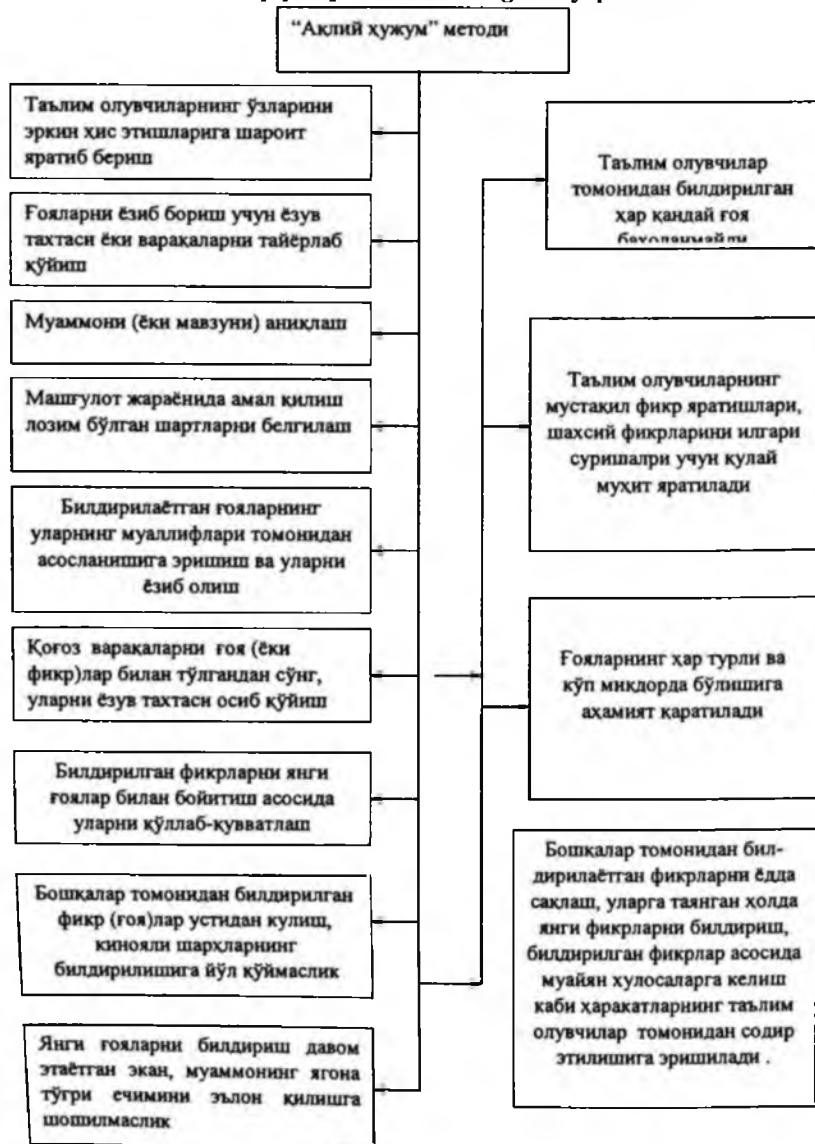 “Ақлий ҳужум” методи
Таълим олувчиларнинг ўзларини
эркин ҳис этишларига шароит
яратиб бериш
Ғояларни ёзиб бориш учун ёзув
тахтаси ёки варақаларни тайёрлаб
қўйиш
Муаммони (ёки мавзуни) аниқлаш
Машғулот жараёнида амал қилиш
лозим бўлган шартларни белгилаш
Билдирилаётган ғояларнинг
уларнинг муаллифлари томонидан
асосланишига эришиш ва уларни
ёзиб олиш
Қоғоз варақаларни ғоя (ёки
фикр)лар билан тўлгандан сўнг,
уларни ёзув тахтаси осиб қўйиш
Билдирилган фикрларни янги
ғоялар билан бойитиш асосида
уларни қўллаб-қувватлаш
Бошқалар томонидан билдирилган
фикр (ғоя)лар устидан кулиш,
кинояли шарҳларнинг
билдирилишига йўл қўймаслик
Янги ғояларни билдириш давом
этаётган экан, муаммонинг ягона
тўғри ечимини эълон қилишга
шошилмаслик
Таълим олувчилар
томонидан билдирилган
ҳар қандай ғоя
баҳоланмайди
Таълим олувчиларнинг
мустақил фикр яратишлари,
шахсий фикрларини илгари
суришалри учун қулай
муҳит яратилади
Ғояларнинг ҳар турли ва
кўп миқдорда бўлишига
аҳамият қаратилади
Бошқалар томонидан бил-
дирилаётган фикрларни ёдда
сақлаш, уларга таянган ҳолда
янги фикрларни билдириш,
билдирилган фикрлар асосида
муайян хулосаларга келиш
каби ҳаракатларнинг таълим
олувчилар томонидан содир
этилишига эришилади .